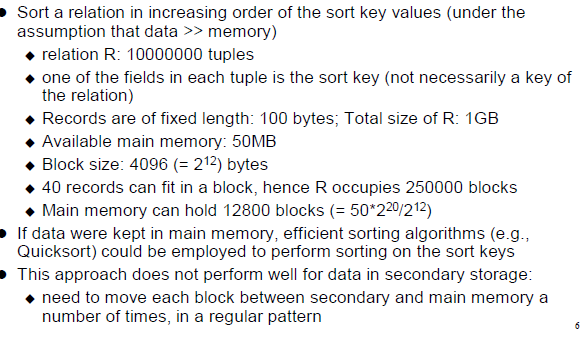 ● Sort a relation in increasing order of the sort key values (under the
assumption that data >> memory)
◆ relation R: 10000000 tuples
◆ one of the fields in each tuple is the sort key (not necessarily a key of
the relation)
◆ Records are of fixed length: 100 bytes; Total size of R: 1GB
◆ Available main memory: 50MB
◆ Block size: 4096 (= 2¹²) bytes
◆ 40 records can fit in a block, hence R occupies 250000 blocks
◆ Main memory can hold 12800 blocks (= 50*2²⁰/2¹²)
● If data were kept in main memory, efficient sorting algorithms (e.g.,
Quicksort) could be employed to perform sorting on the sort keys
● This approach does not perform well for data in secondary storage:
◆ need to move each block between secondary and main memory a
number of times, in a regular pattern
6